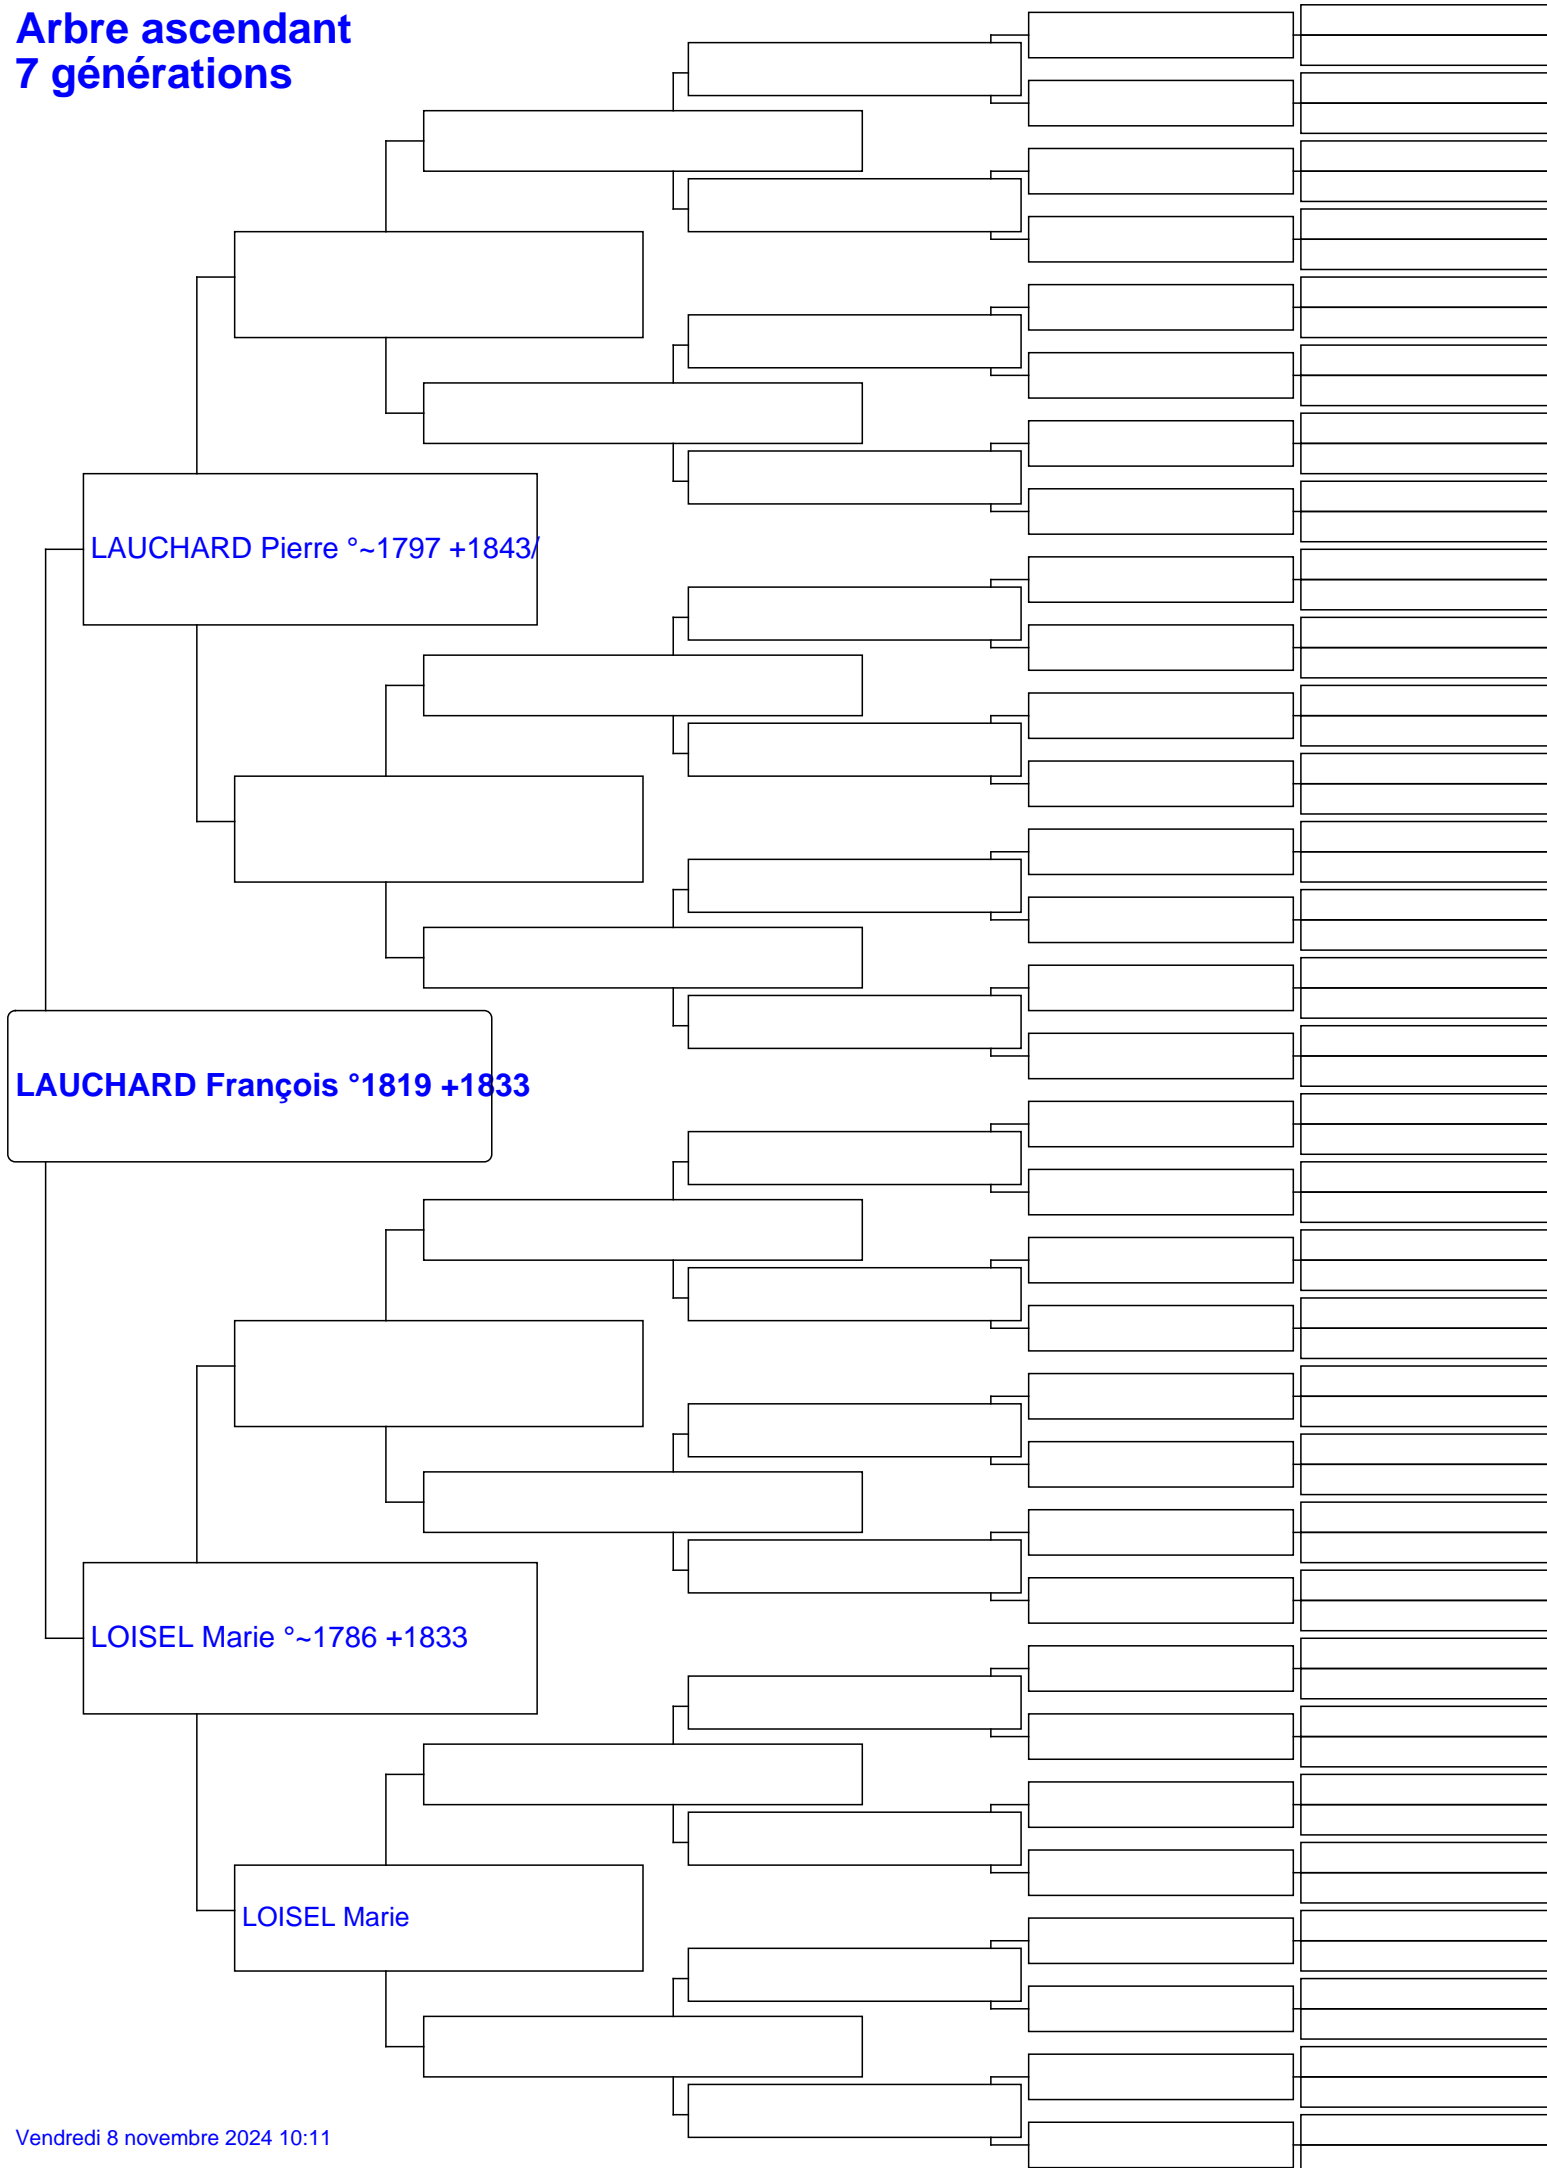 Arbre ascendant
7 générations
LAUCHARD Pierre °~1797 +1843/
LAUCHARD François °1819 +1833
LOISEL Marie °~1786 +1833
LOISEL Marie
Vendredi 8 novembre 2024 10:11